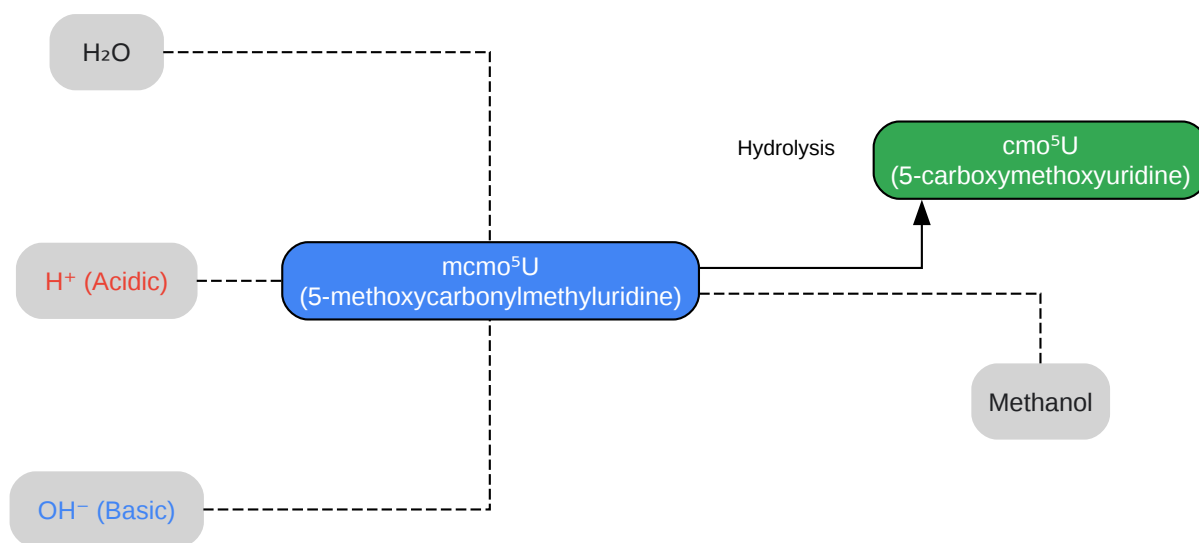 H₂O
Hydrolysis
cmo⁵U
(5-carboxymethoxyuridine)
H⁺ (Acidic)
mcmo⁵U
(5-methoxycarbonylmethyluridine)
Methanol
OH⁻ (Basic)